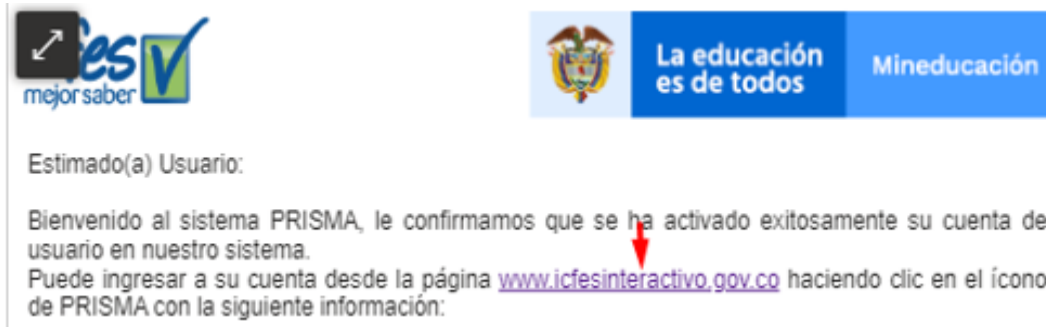 es
mejor saber
La educación
es de todos
Mineducación
Estimado(a) Usuario:
Bienvenido al sistema PRISMA, le confirmamos que se ha activado exitosamente su cuenta de
usuario en nuestro sistema.
Puede ingresar a su cuenta desde la página www.icfesinteractivo.gov.co haciendo clic en el ícono
de PRISMA con la siguiente información: